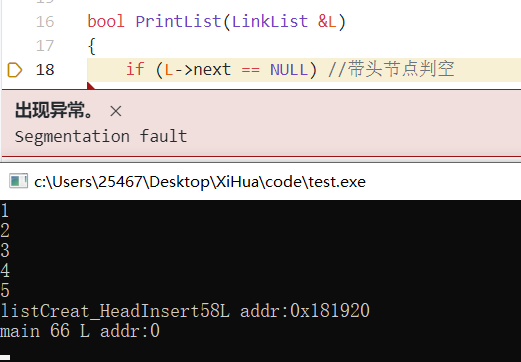 16 bool PrintList(LinkList &L)
17 {
18 if (L->next == NULL) //带头节点判空
出现异常。 ×
Segmentation fault
c:\Users\25467\Desktop\XiHua\code\test.exe
1
2
3
4
5
listCreat_HeadInsert58L addr:0x181920
main 66 L addr:0